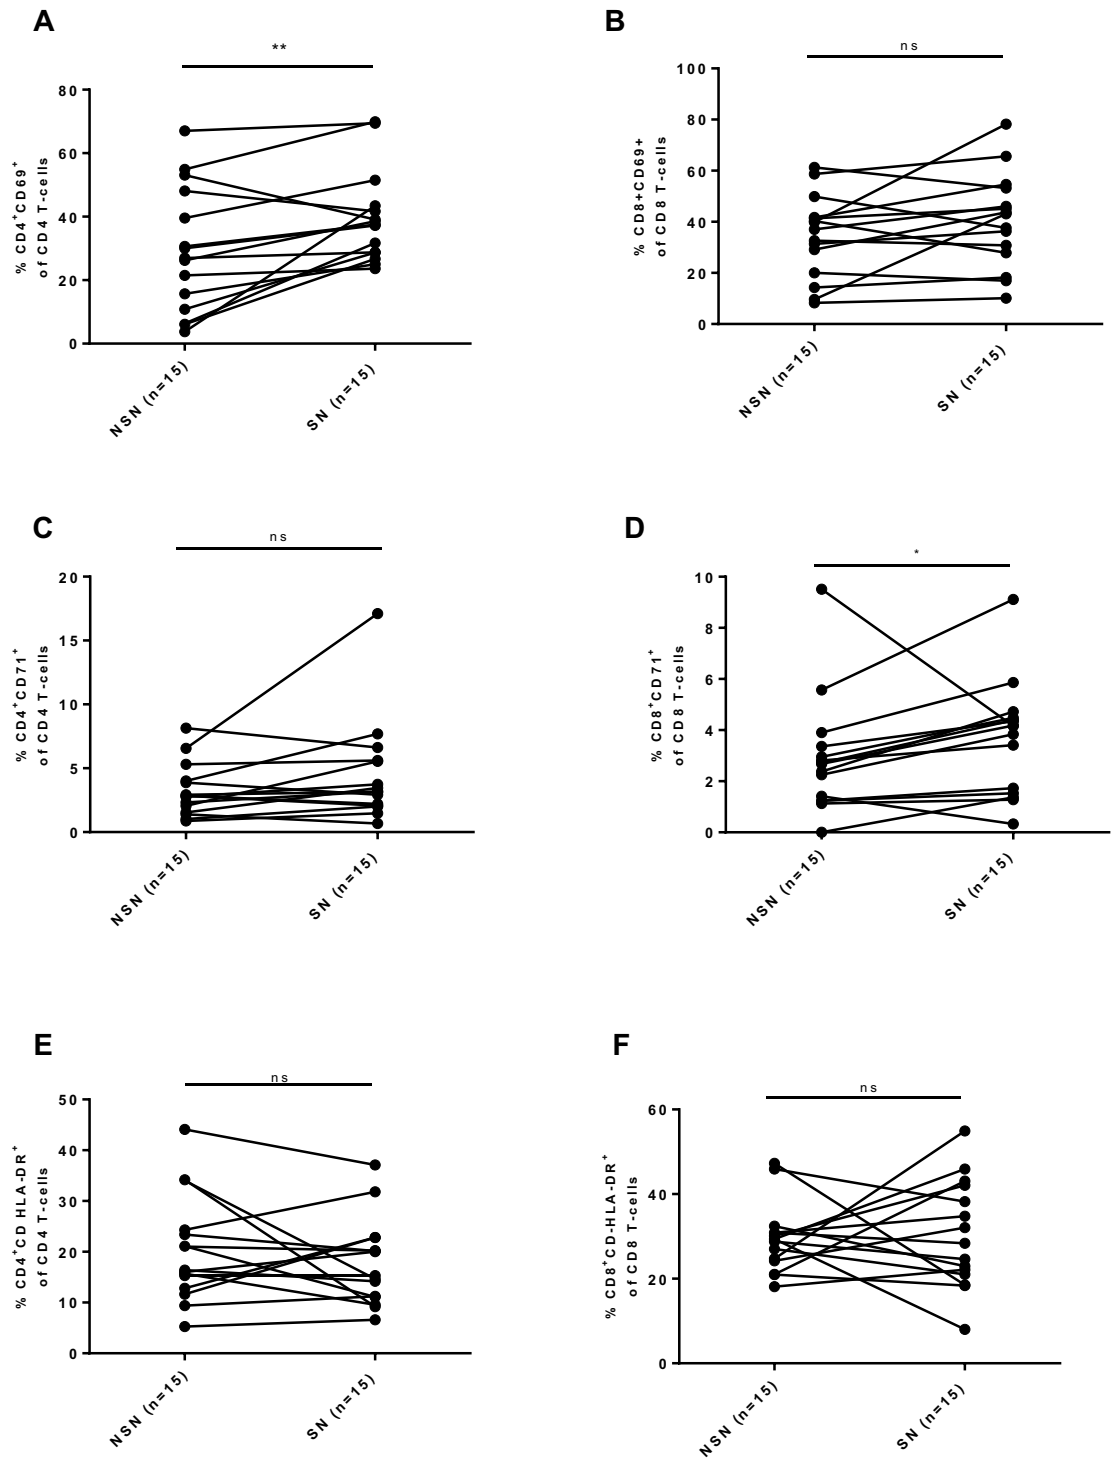 A
**
% CD4+CD69+
of CD4 T-cells
80
60
40
20
0
NSN (n=15)
SN (n=15)
B
ns
% CD8+CD69+
of CD8 T-cells
100
80
60
40
20
0
NSN (n=15)
SN (n=15)
C
ns
% CD4+CD71+
of CD4 T-cells
20
15
10
5
0
NSN (n=15)
SN (n=15)
D
*
% CD8+CD71+
of CD8 T-cells
10
8
6
4
2
0
NSN (n=15)
SN (n=15)
E
ns
% CD4+CD HLA-DR+
of CD4 T-cells
50
40
30
20
10
0
NSN (n=15)
SN (n=15)
F
ns
% CD8+CD-HLA-DR+
of CD8 T-cells
60
40
20
0
NSN (n=15)
SN (n=15)